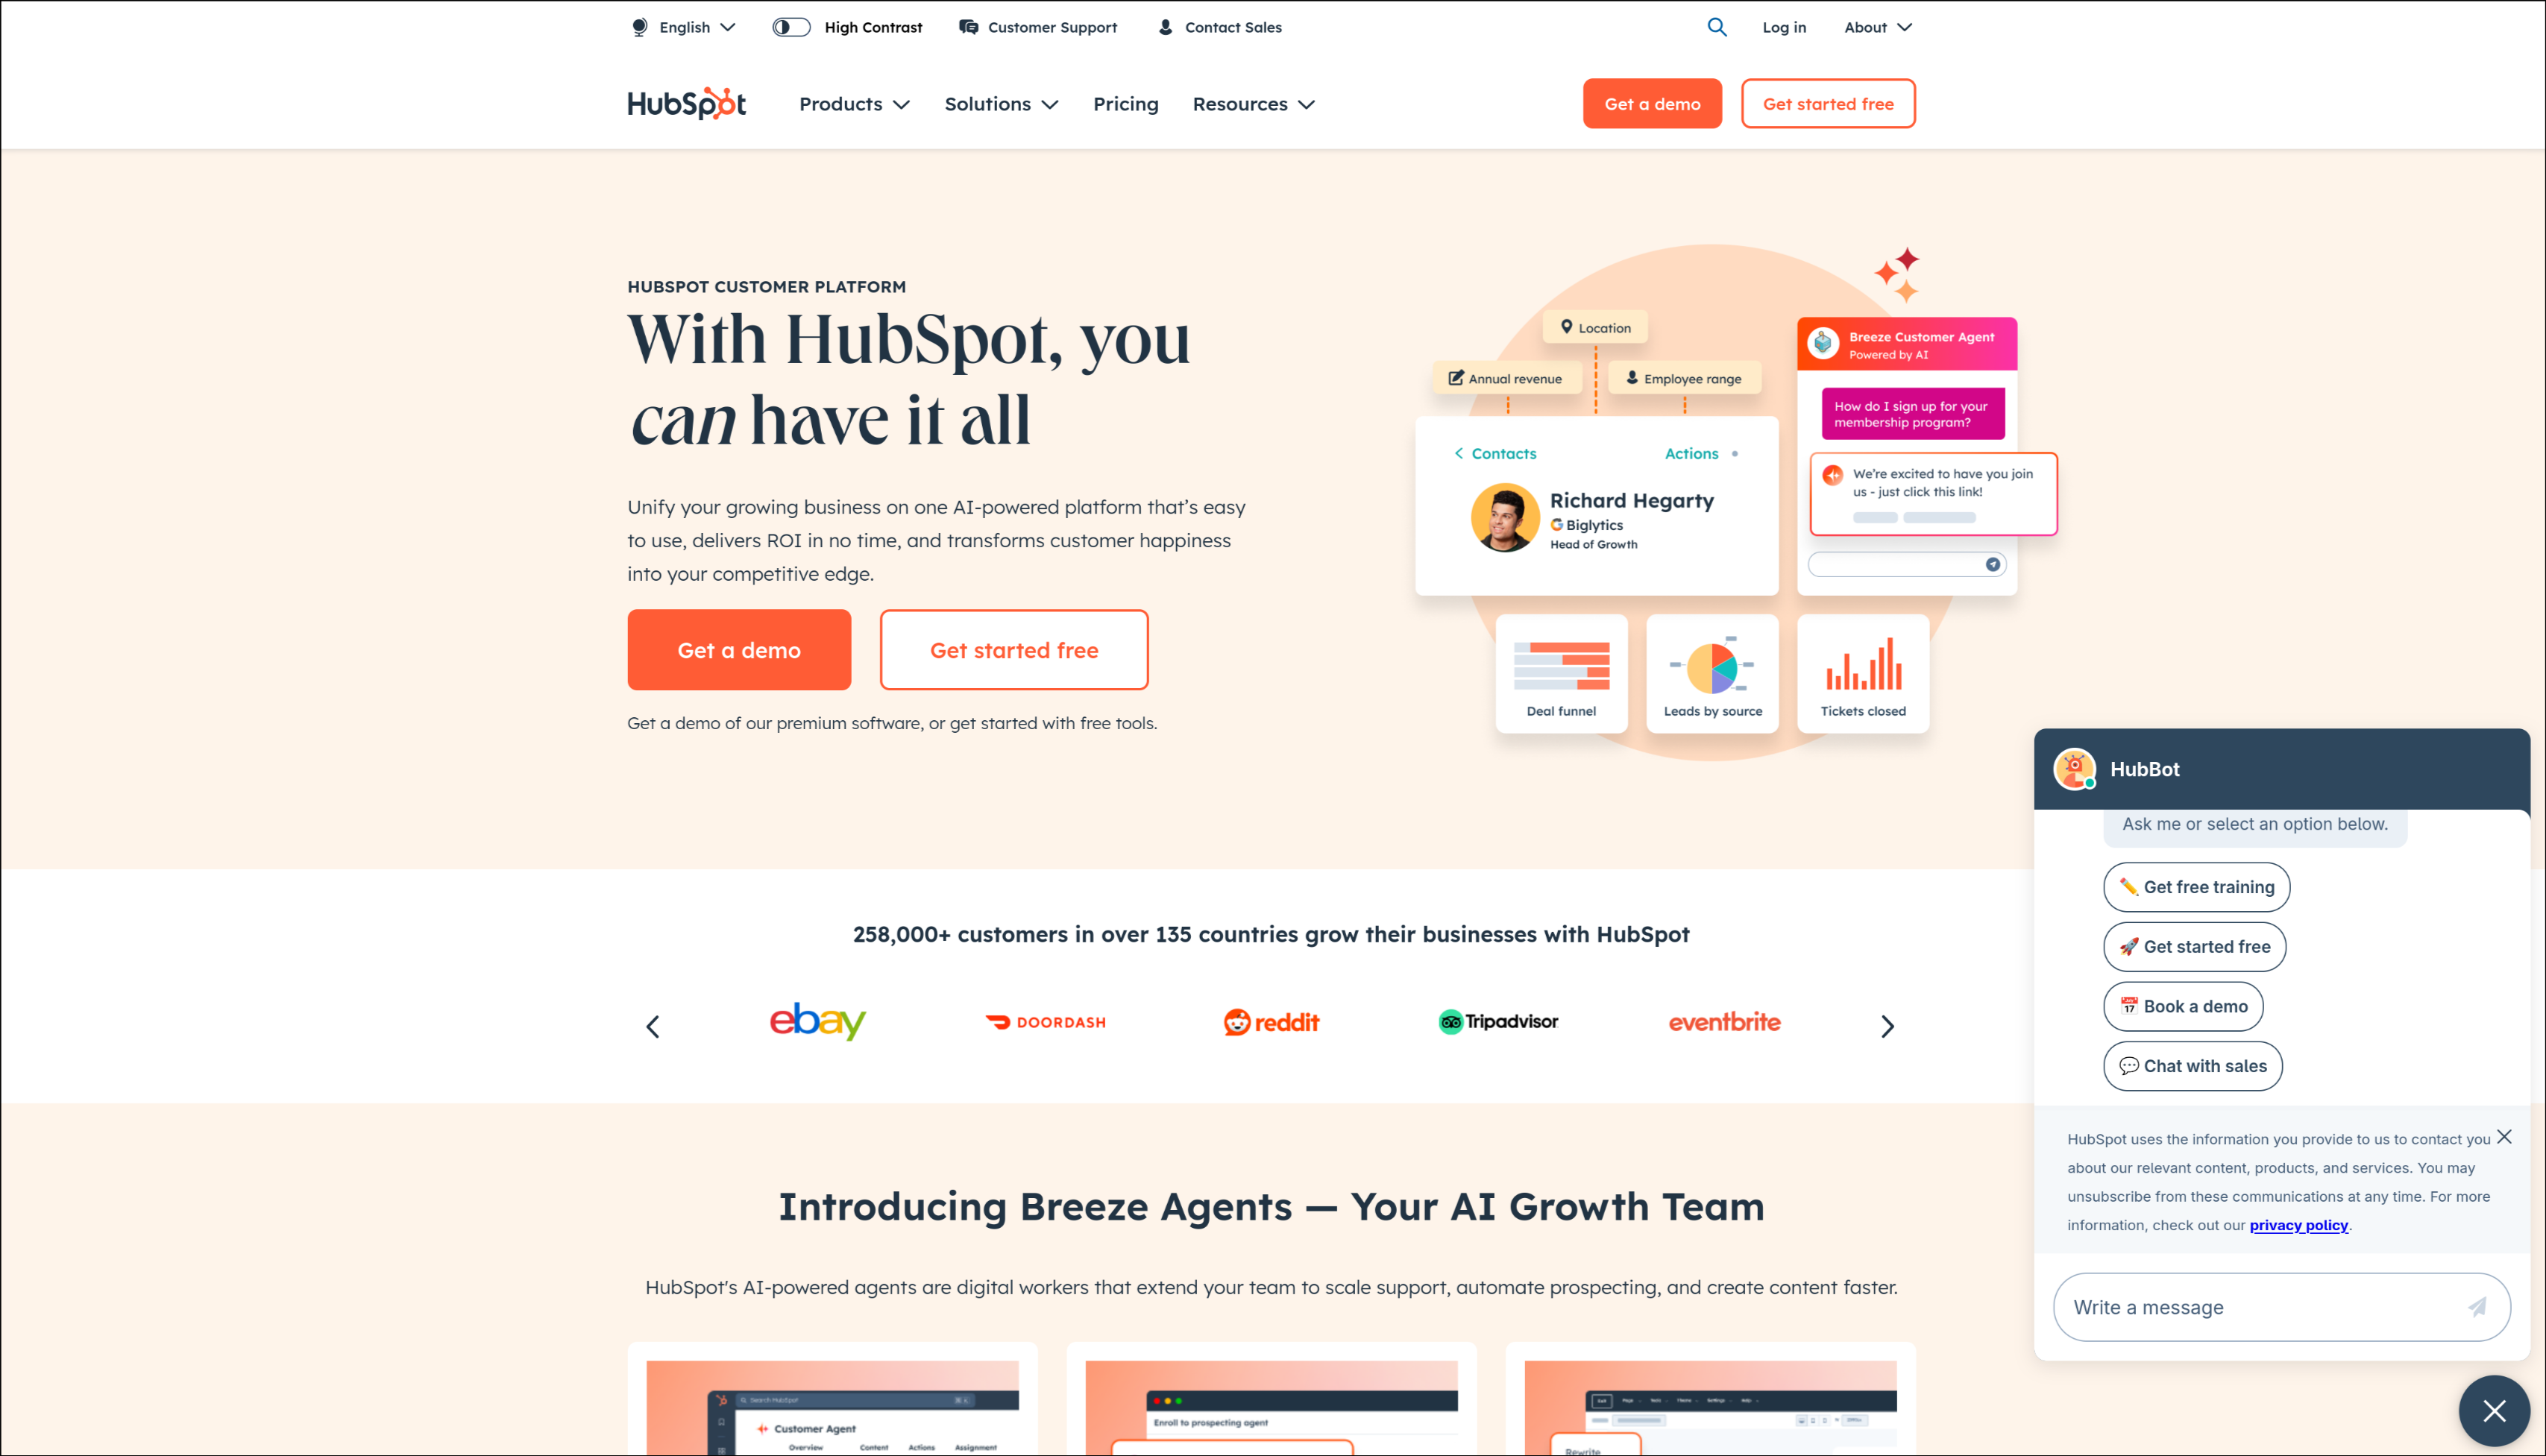 English
High Contrast
Customer Support
Contact Sales
Log in
About
HubSpot
Products
Solutions
Pricing
Resources
Get a demo
Get started free
HUBSPOT CUSTOMER PLATFORM
With HubSpot, you
can have it all
Unify your growing business on one AI-powered platform that’s easy
to use, delivers ROI in no time, and transforms customer happiness
into your competitive edge.
Get a demo
Get started free
Get a demo of our premium software, or get started with free tools.
Location
Annual revenue
Employee range
Contacts
Actions
Richard Hegarty
Biglytics
Head of Growth
Breeze Customer Agent
Powered by AI
How do I sign up for your
membership program?
We’re excited to have you join
us - just click this link!
Deal funnel
Leads by source
Tickets closed
258,000+ customers in over 135 countries grow their businesses with HubSpot
ebay
DOORDASH
reddit
Tripadvisor
eventbrite
Introducing Breeze Agents — Your AI Growth Team
HubSpot's AI-powered agents are digital workers that extend your team to scale support, automate prospecting, and create content faster.
Search HubSpot
Customer Agent
Overview
Content
Actions
Assignment
Enroll to prospecting agent
Rewrite
HubBot
Ask me or select an option below.
✏️ Get free training
🚀 Get started free
📅 Book a demo
💬 Chat with sales
HubSpot uses the information you provide to us to contact you
about our relevant content, products, and services. You may
unsubscribe from these communications at any time. For more
information, check out our privacy policy.
Write a message